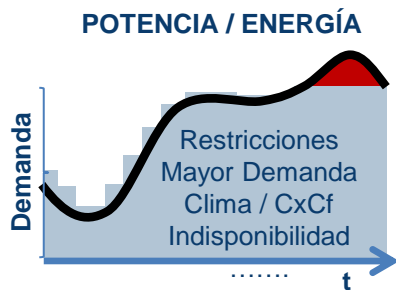 POTENCIA / ENERGÍA
Demanda
Restricciones
Mayor Demanda
Clima / CxCf
Indisponibilidad
.......
t